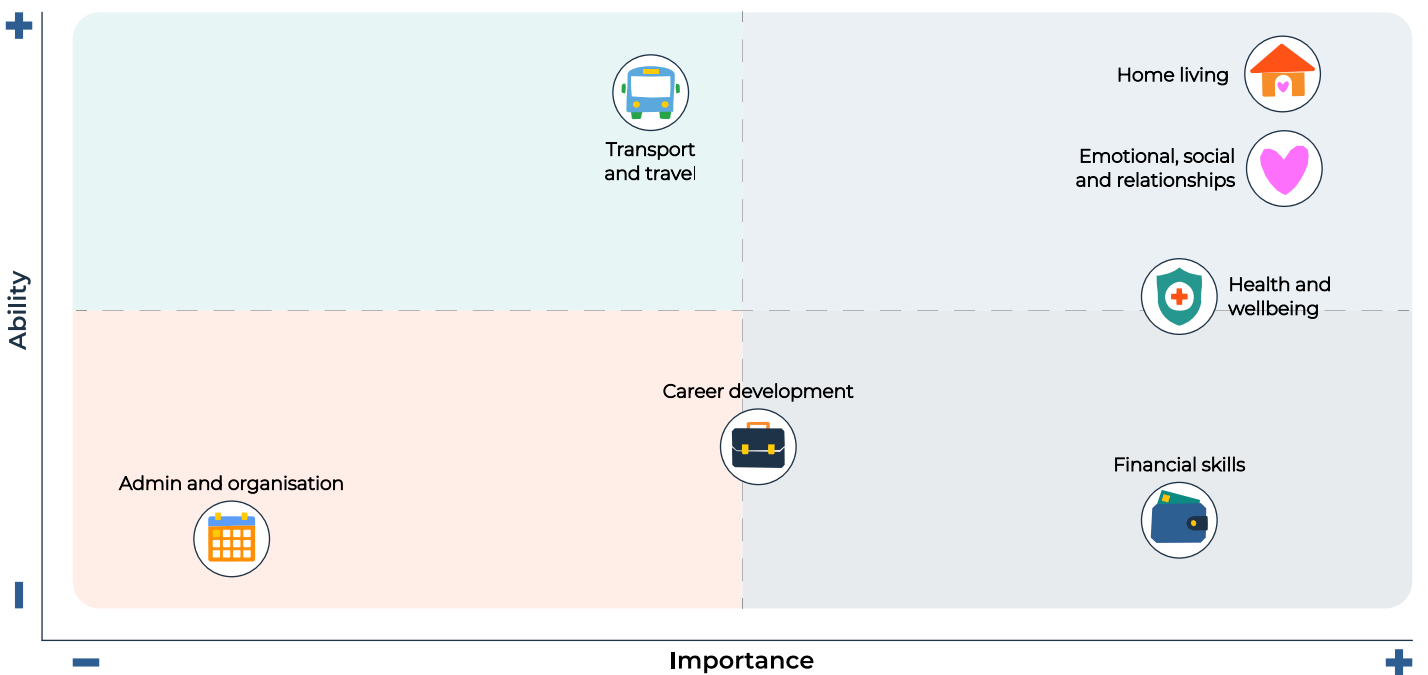 Home living
Transport
and travel
Emotional, social
and relationships
Health and
wellbeing
Ability
Career development
Financial skills
Admin and organisation
Importance